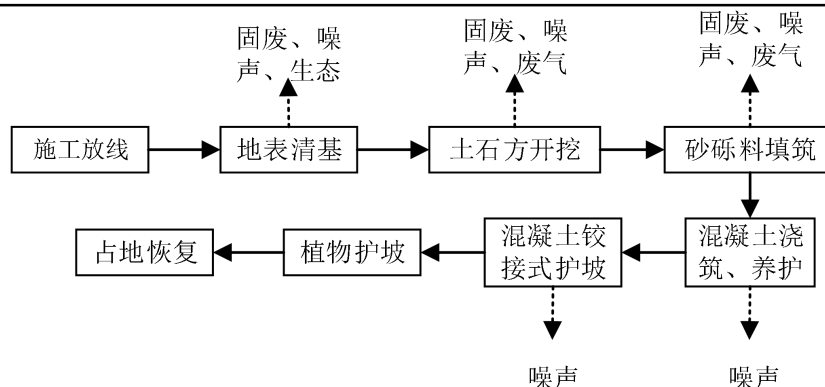 固废、噪
声、生态
固废、噪
声、废气
固废、噪
声、废气
施工放线
地表清基
土石方开挖
砂砾料填筑
占地恢复
植物护坡
混凝土铰
接式护坡
混凝土浇
筑、养护
噪声
噪声